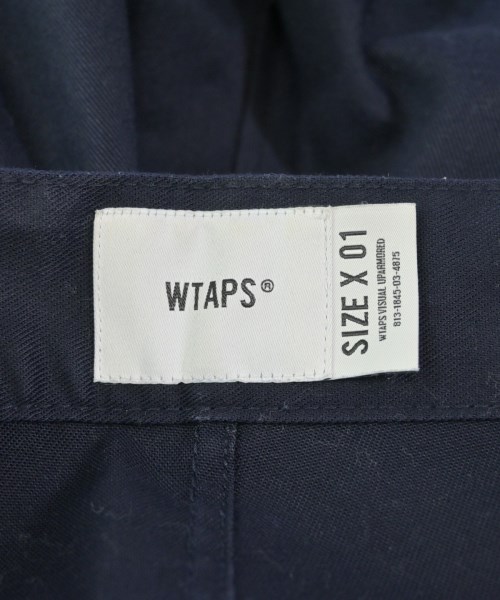 WTAPS®
SIZE X 01
WTAPS VISUAL UPARMORED
813-1845-03-4875